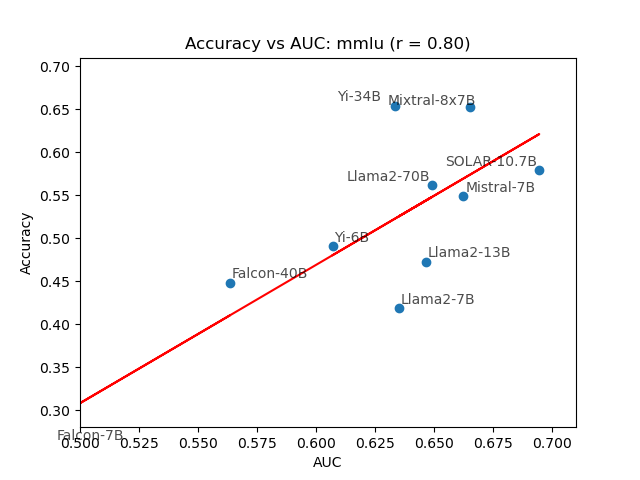 Accuracy vs AUC: mmlu (r = 0.80)
0.70
0.65
0.60
0.55
0.50
0.45
0.40
0.35
0.30
Accuracy
Yi-34B
Mixtral-8x7B
SOLAR-10.7B
Llama2-70B
Mistral-7B
Yi-6B
Llama2-13B
Falcon-40B
Llama2-7B
Falcon-7B
0.500 0.525 0.550 0.575 0.600 0.625 0.650 0.675 0.700
AUC